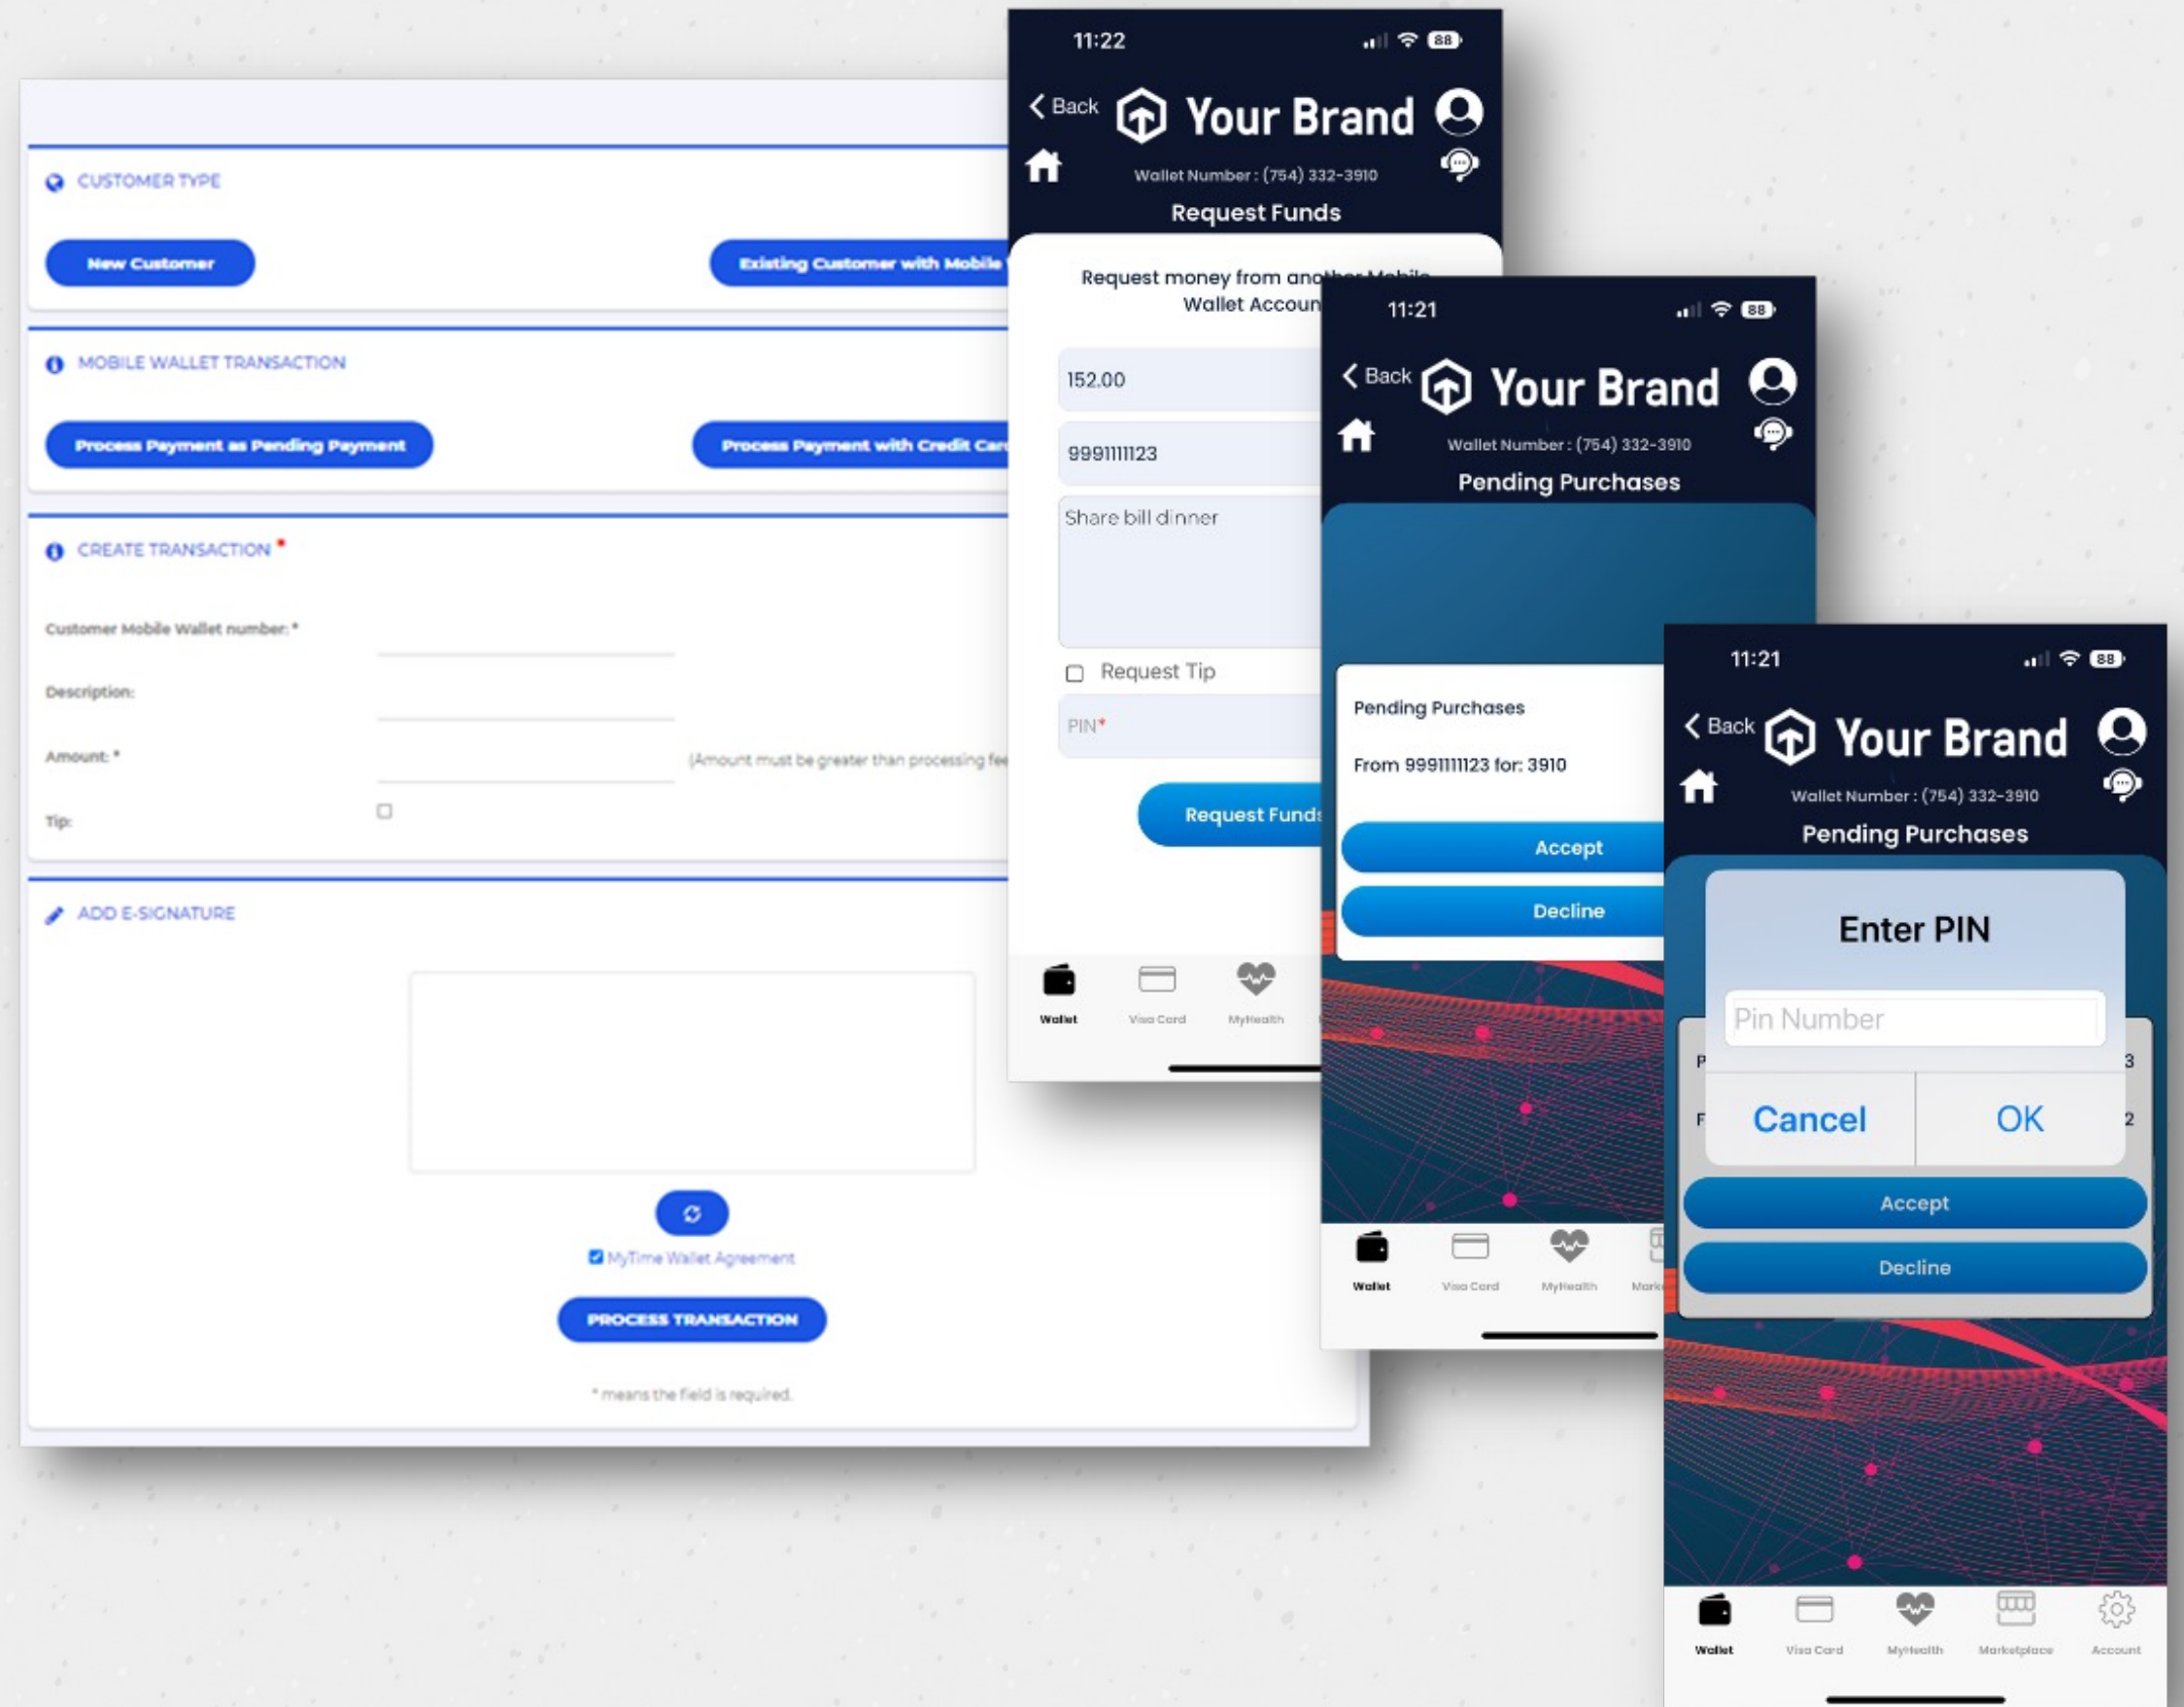 CUSTOMER TYPE
New Customer
Existing Customer with Mobile
MOBILE WALLET TRANSACTION
Process Payment as Pending Payment
Process Payment with Credit Card
CREATE TRANSACTION *
Customer Mobile Wallet number: *
Description:
Amount: *
(Amount must be greater than processing fee
Tip:
ADD E-SIGNATURE
MyTime Wallet Agreement
PROCESS TRANSACTION
* means the field is required.
11:22
88
Back
Your Brand
Wallet Number : (754) 332-3910
Request Funds
Request money from another Mobile
Wallet Accoun
152.00
9991111123
Share bill dinner
Request Tip
PIN*
Request Funds
Wallet
Visa Card
MyHealth
11:21
88
Back
Your Brand
Wallet Number : (754) 332-3910
Pending Purchases
Pending Purchases
From 9991111123 for: 3910
Accept
Decline
Wallet
Visa Card
MyHealth
Mark
11:21
88
Back
Your Brand
Wallet Number : (754) 332-3910
Pending Purchases
Enter PIN
Pin Number
P 3
F 2
Cancel OK
Accept
Decline
Wallet
Visa Card
MyHealth
Marketplace
Account